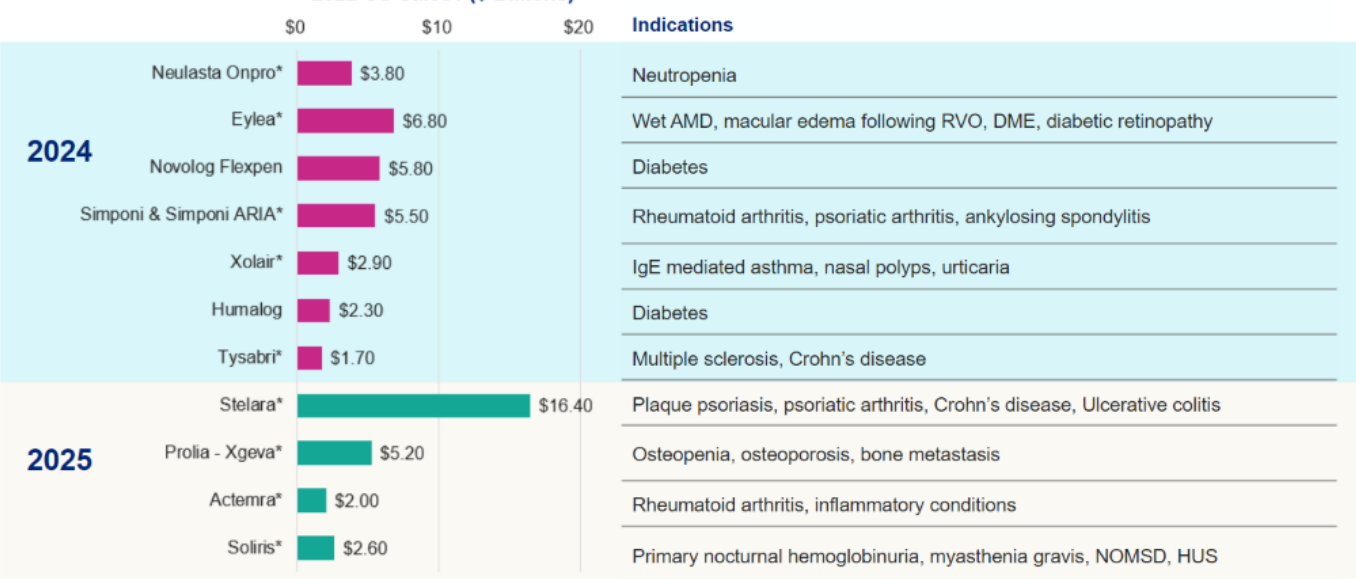 $0 $10 $20 Indications
2024
Neulasta Onpro* $3.80 Neutropenia
Eylea* $6.80 Wet AMD, macular edema following RVO, DME, diabetic retinopathy
Novolog Flexpen $5.80 Diabetes
Simponi & Simponi ARIA* $5.50 Rheumatoid arthritis, psoriatic arthritis, ankylosing spondylitis
Xolair* $2.90 IgE mediated asthma, nasal polyps, urticaria
Humalog $2.30 Diabetes
Tysabri* $1.70 Multiple sclerosis, Crohn’s disease
2025
Stelara* $16.40 Plaque psoriasis, psoriatic arthritis, Crohn’s disease, Ulcerative colitis
Prolia - Xgeva* $5.20 Osteopenia, osteoporosis, bone metastasis
Actemra* $2.00 Rheumatoid arthritis, inflammatory conditions
Soliris* $2.60 Primary nocturnal hemoglobinuria, myasthenia gravis, NOMSD, HUS